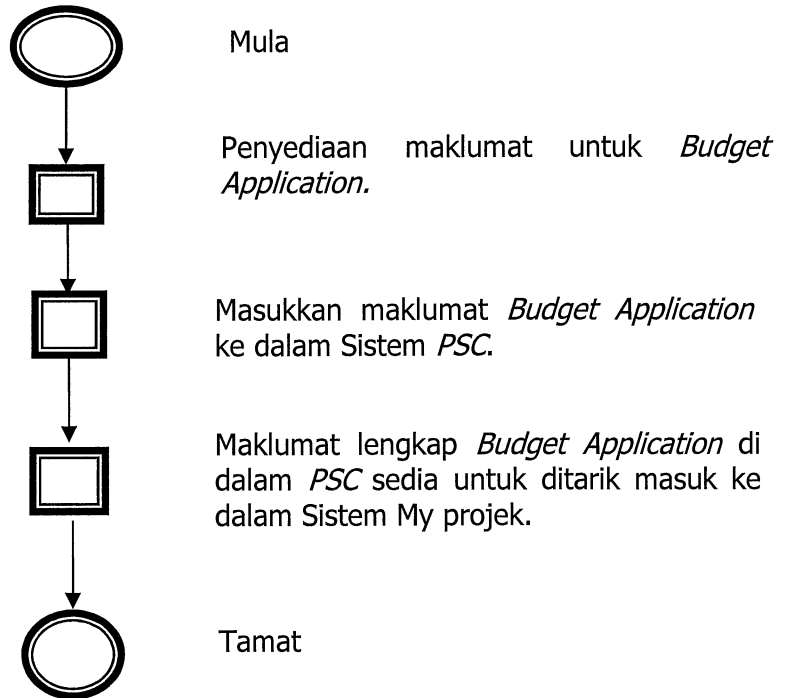 Mula
Penyediaan maklumat untuk Budget
Application.
Masukkan maklumat Budget Application
ke dalam Sistem PSC.
Maklumat lengkap Budget Application di
dalam PSC sedia untuk ditarik masuk ke
dalam Sistem My projek.
Tamat